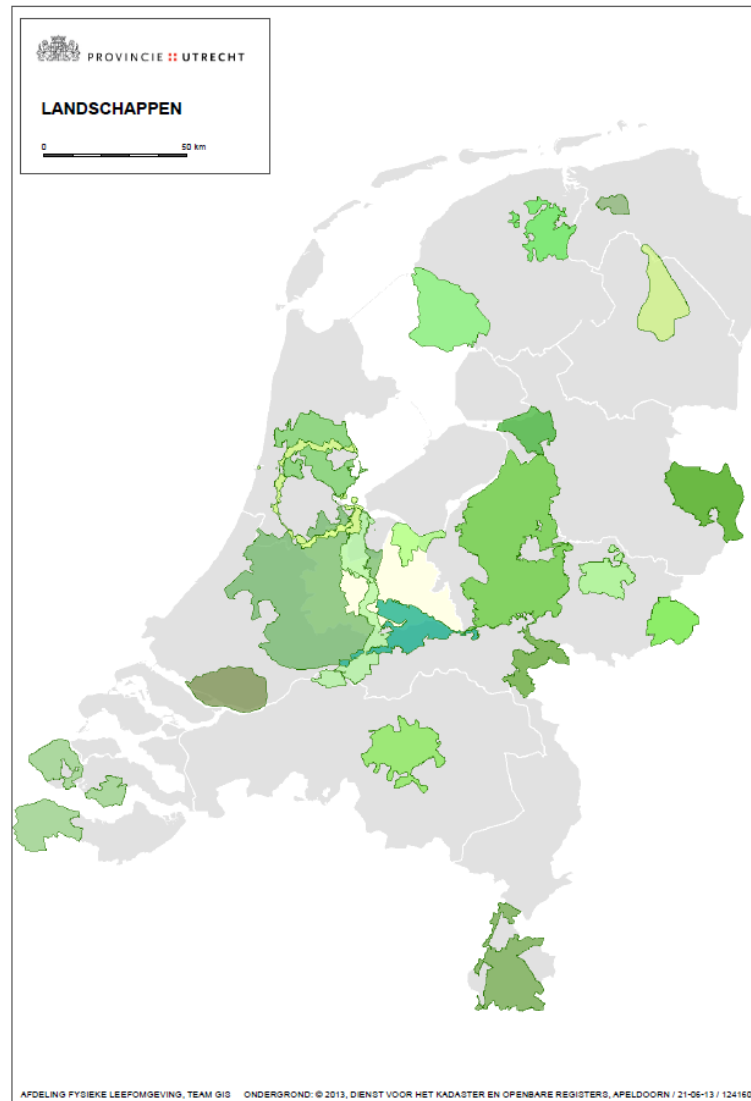 PROVINCIE :: UTRECHT
LANDSCHAPPEN
0 50 km
AFDELING FYSIEKE LEEFOMGEVING, TEAM GIS ONDERGROND: © 2013, DIENST VOOR HET KADASTER EN OPENBARE REGISTERS, APELDOORN / 21-06-13 /